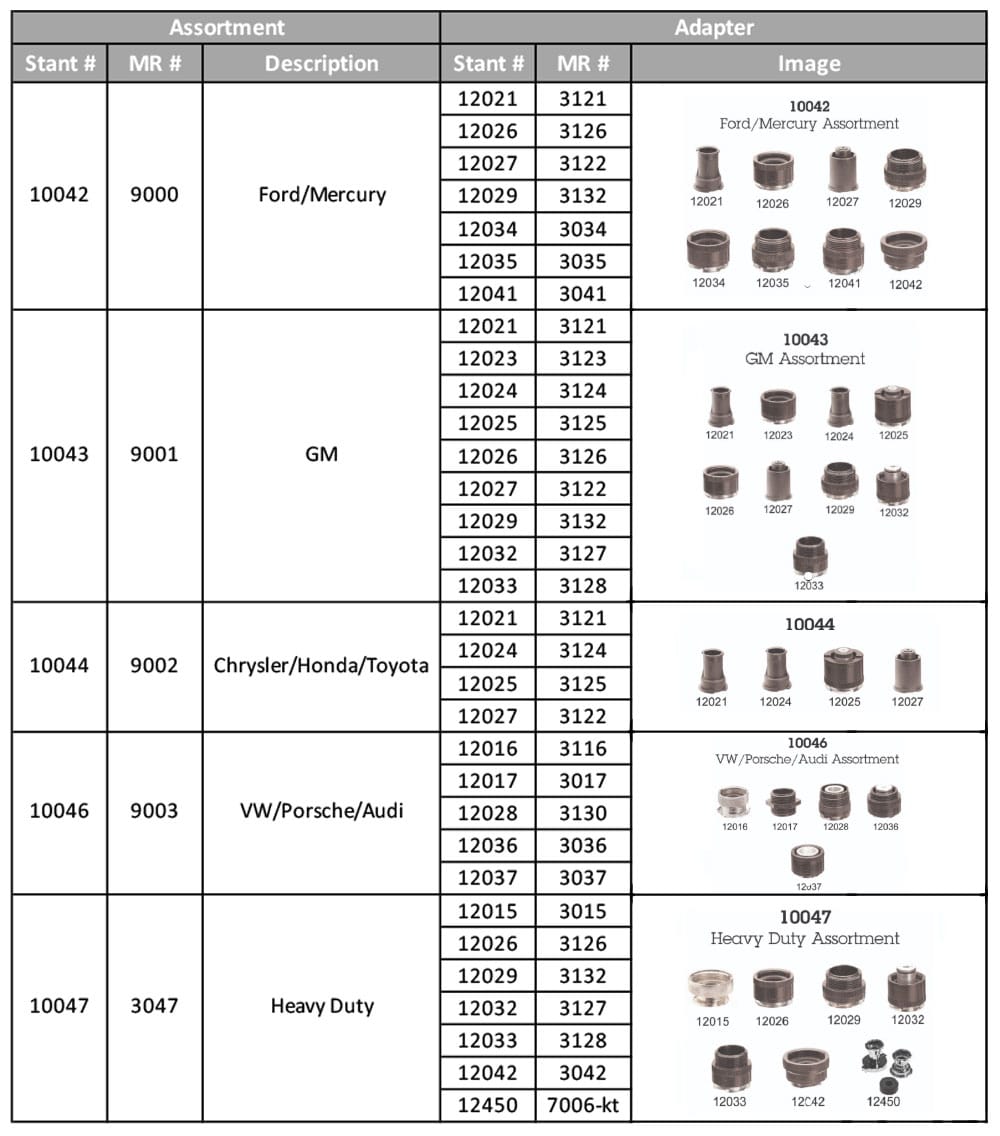 Assortment Adapter
Stant # MR # Description Stant # MR # Image
10042 9000 Ford/Mercury
12021 3121
12026 3126
12027 3122
12029 3132
12034 3034
12035 3035
12041 3041
10042
Ford/Mercury Assortment
12021 12026 12027 12029
12034 12035 12041 12042
10043 9001 GM
12021 3121
12023 3123
12024 3124
12025 3125
12026 3126
12027 3122
12029 3132
12032 3127
12033 3128
10043
GM Assortment
12021 12023 12024 12025
12026 12027 12029 12032
12033
10044 9002 Chrysler/Honda/Toyota
12021 3121
12024 3124
12025 3125
12027 3122
10044
12021 12024 12025 12027
10046 9003 VW/Porsche/Audi
12016 3116
12017 3017
12028 3130
12036 3036
12037 3037
10046
VW/Porsche/Audi Assortment
12016 12017 12028 12036
12037
10047 3047 Heavy Duty
12015 3015
12026 3126
12029 3132
12032 3127
12033 3128
12042 3042
12450 7006-kt
10047
Heavy Duty Assortment
12015 12026 12029 12032
12033 12042 12450